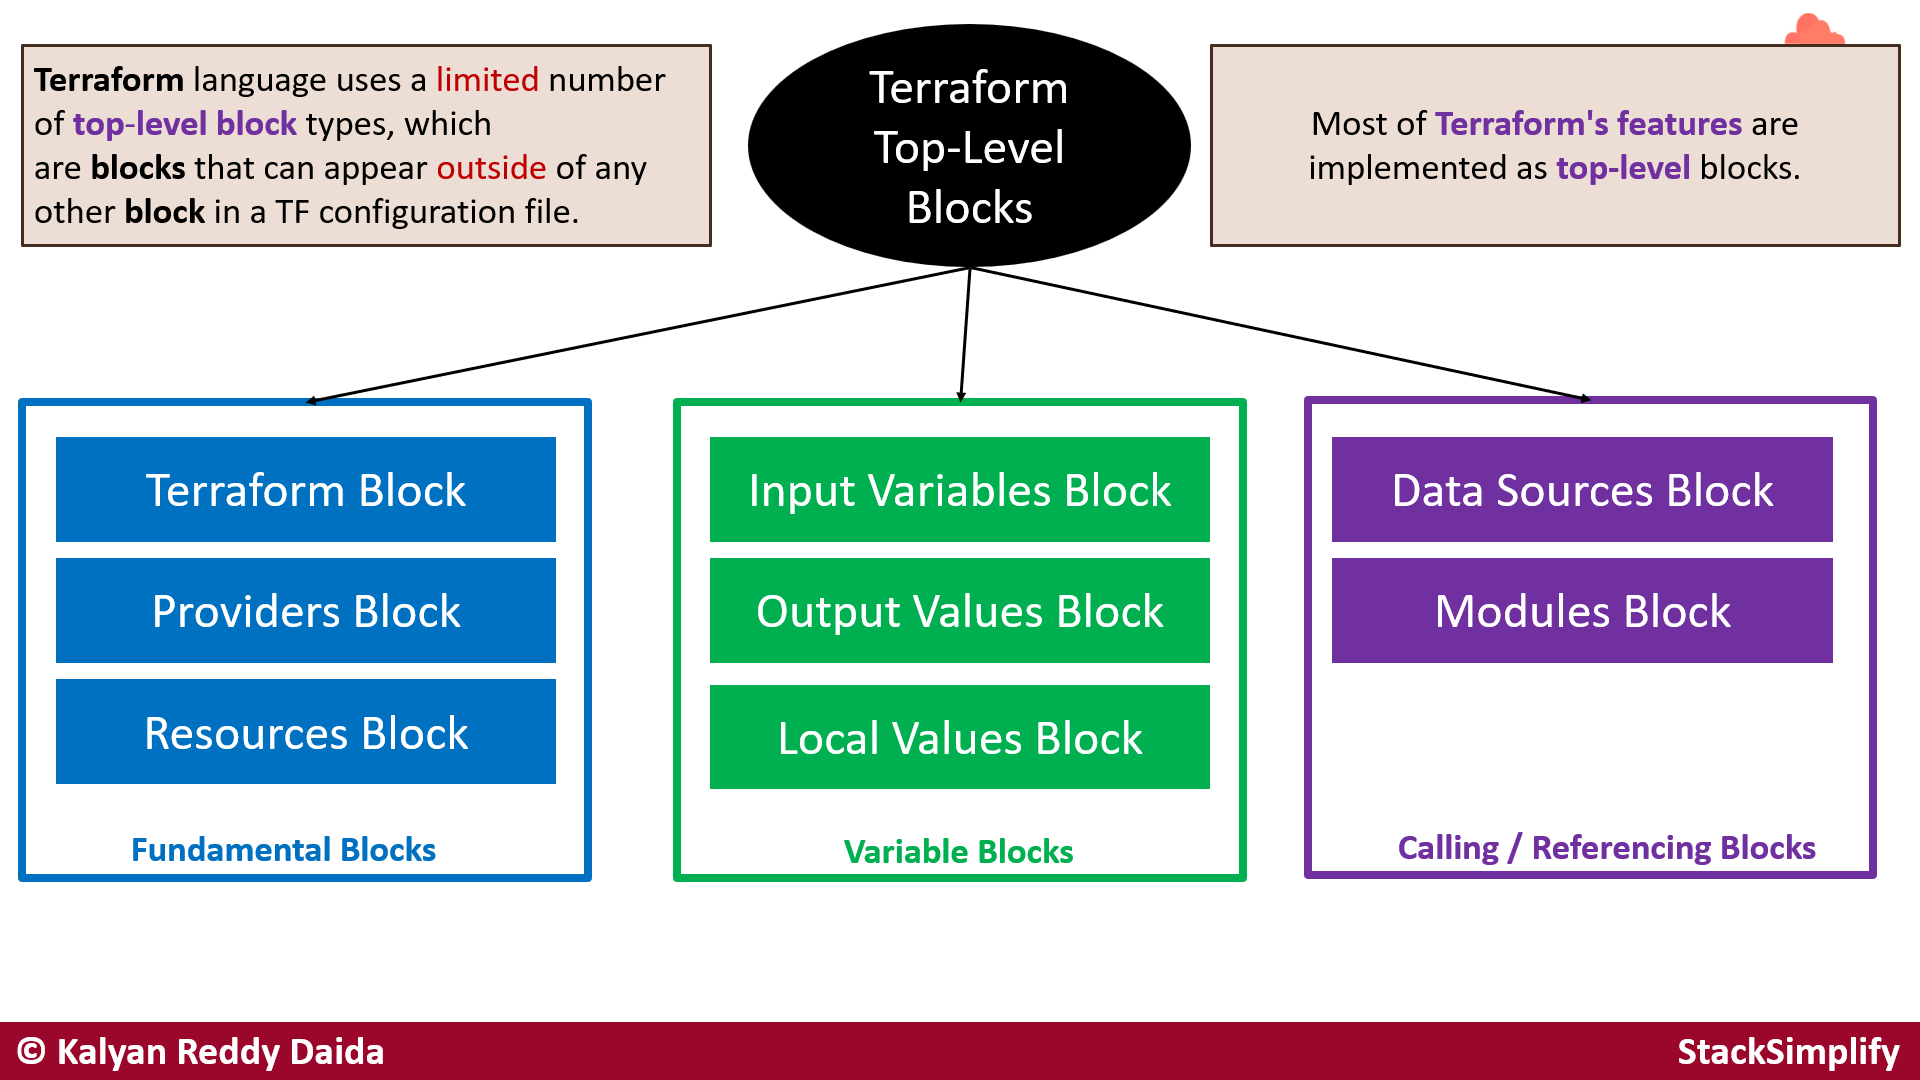 Terraform language uses a limited number
of top-level block types, which
are blocks that can appear outside of any
other block in a TF configuration file.
Terraform
Top-Level
Blocks
Most of Terraform's features are
implemented as top-level blocks.
Terraform Block
Providers Block
Resources Block
Fundamental Blocks
Input Variables Block
Output Values Block
Local Values Block
Variable Blocks
Data Sources Block
Modules Block
Calling / Referencing Blocks
© Kalyan Reddy Daida
StackSimplify